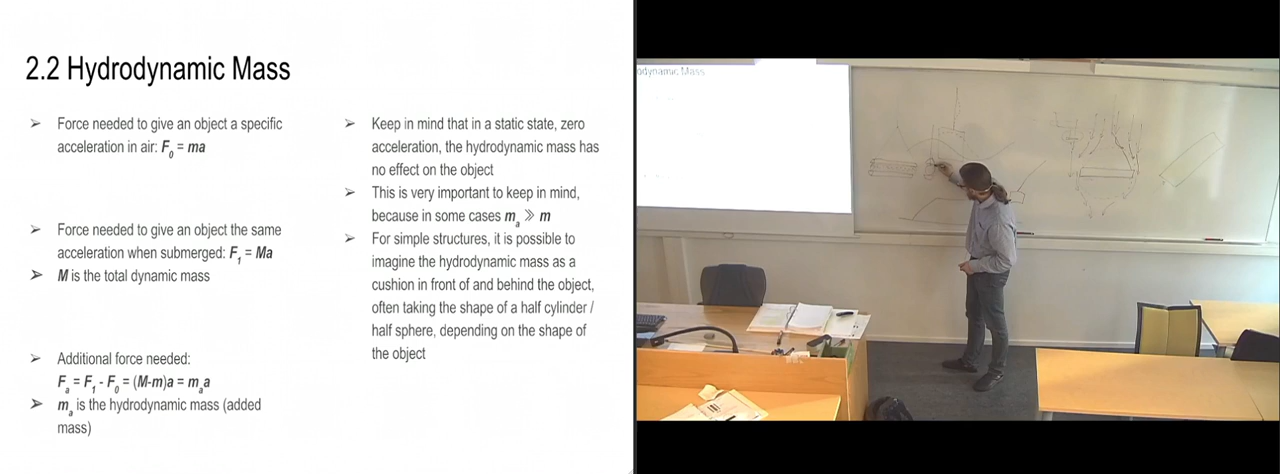 2.2 Hydrodynamic Mass
➢ Force needed to give an object a specific
acceleration in air: F₀ = ma
➢ Force needed to give an object the same
acceleration when submerged: F₁ = Ma
➢ M is the total dynamic mass
➢ Additional force needed:
Fₐ = F₁ - F₀ = (M-m)a = mₐa
➢ mₐ is the hydrodynamic mass (added
mass)
➢ Keep in mind that in a static state, zero
acceleration, the hydrodynamic mass has
no effect on the object
➢ This is very important to keep in mind,
because in some cases mₐ ≫ m
➢ For simple structures, it is possible to
imagine the hydrodynamic mass as a
cushion in front of and behind the object,
often taking the shape of a half cylinder /
half sphere, depending on the shape of
the object
odynamic Mass